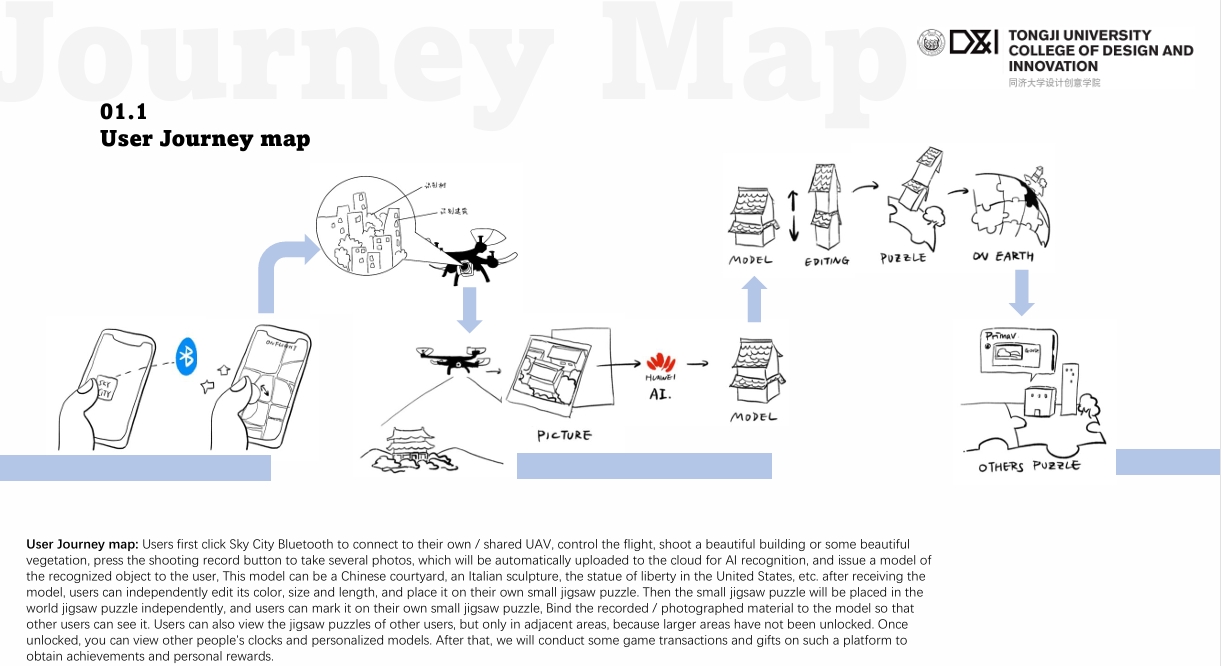 Journey Map
TONGJI UNIVERSITY
COLLEGE OF DESIGN AND
INNOVATION
同济大学设计创意学院
01.1
User Journey map
识别树
识别建筑
SKY
CITY
ON FLIGHT
PICTURE
HUAWEI
AI.
MODEL
MODEL
EDITING
PUZZLE
ON EARTH
PrimaV
OTHERS PUZZLE
User Journey map: Users first click Sky City Bluetooth to connect to their own / shared UAV, control the flight, shoot a beautiful building or some beautiful
vegetation, press the shooting record button to take several photos, which will be automatically uploaded to the cloud for AI recognition, and issue a model of
the recognized object to the user, This model can be a Chinese courtyard, an Italian sculpture, the statue of liberty in the United States, etc. after receiving the
model, users can independently edit its color, size and length, and place it on their own small jigsaw puzzle. Then the small jigsaw puzzle will be placed in the
world jigsaw puzzle independently, and users can mark it on their own small jigsaw puzzle, Bind the recorded / photographed material to the model so that
other users can see it. Users can also view the jigsaw puzzles of other users, but only in adjacent areas, because larger areas have not been unlocked. Once
unlocked, you can view other people's clocks and personalized models. After that, we will conduct some game transactions and gifts on such a platform to
obtain achievements and personal rewards.